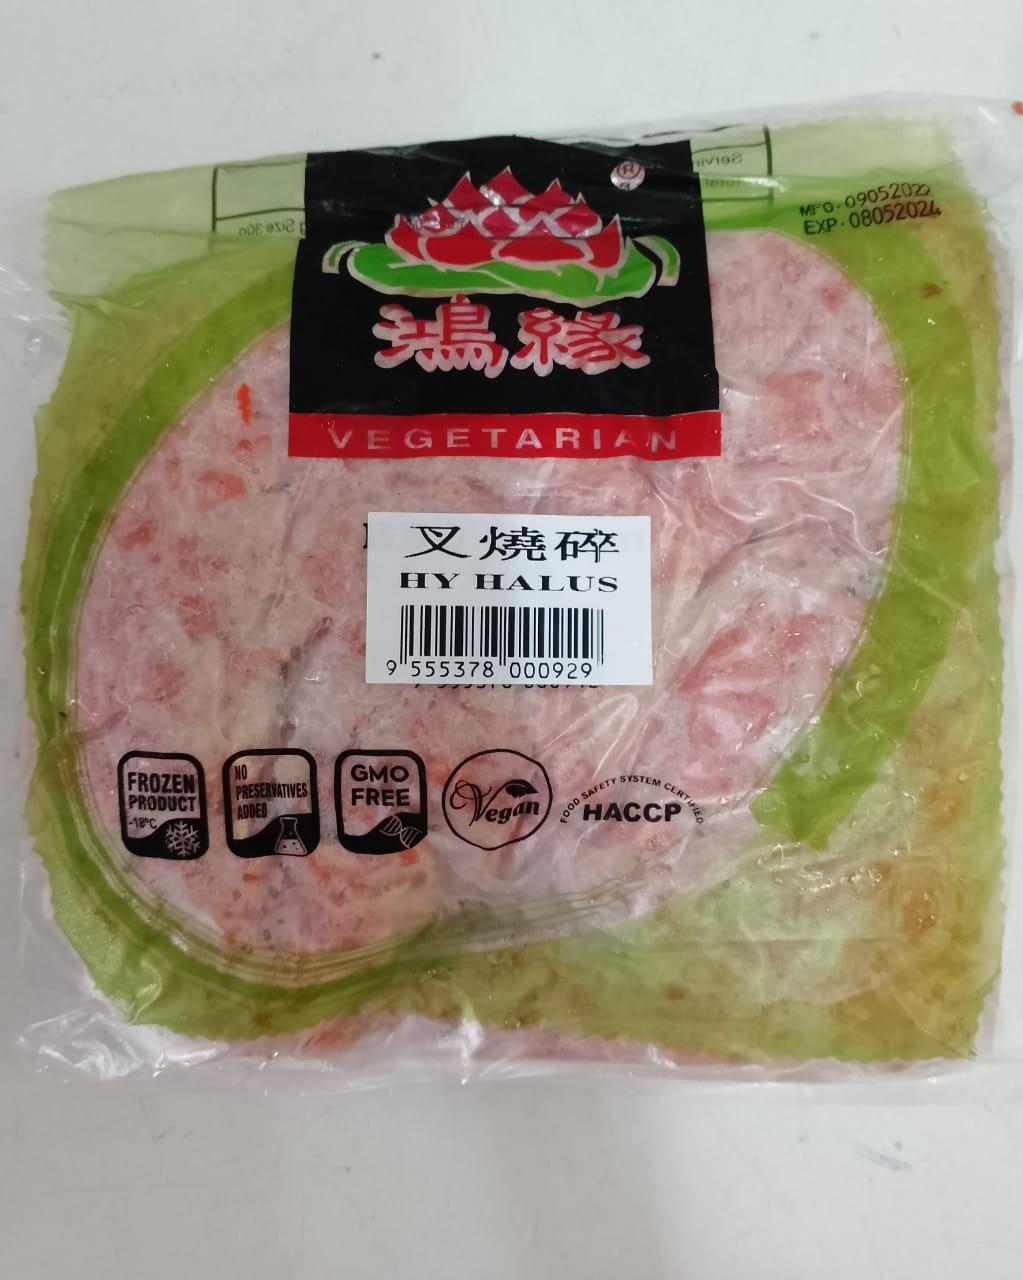 ®
MFG - 09052022
EXP - 08052024
鴻緣
VEGETARIAN
叉燒碎
HY HALUS
9 555378 000929
FROZEN
PRODUCT
-18°C
NO
PRESERVATIVES
ADDED
GMO
FREE
Vegan
FOOD SAFETY SYSTEM CERTIFIED
HACCP